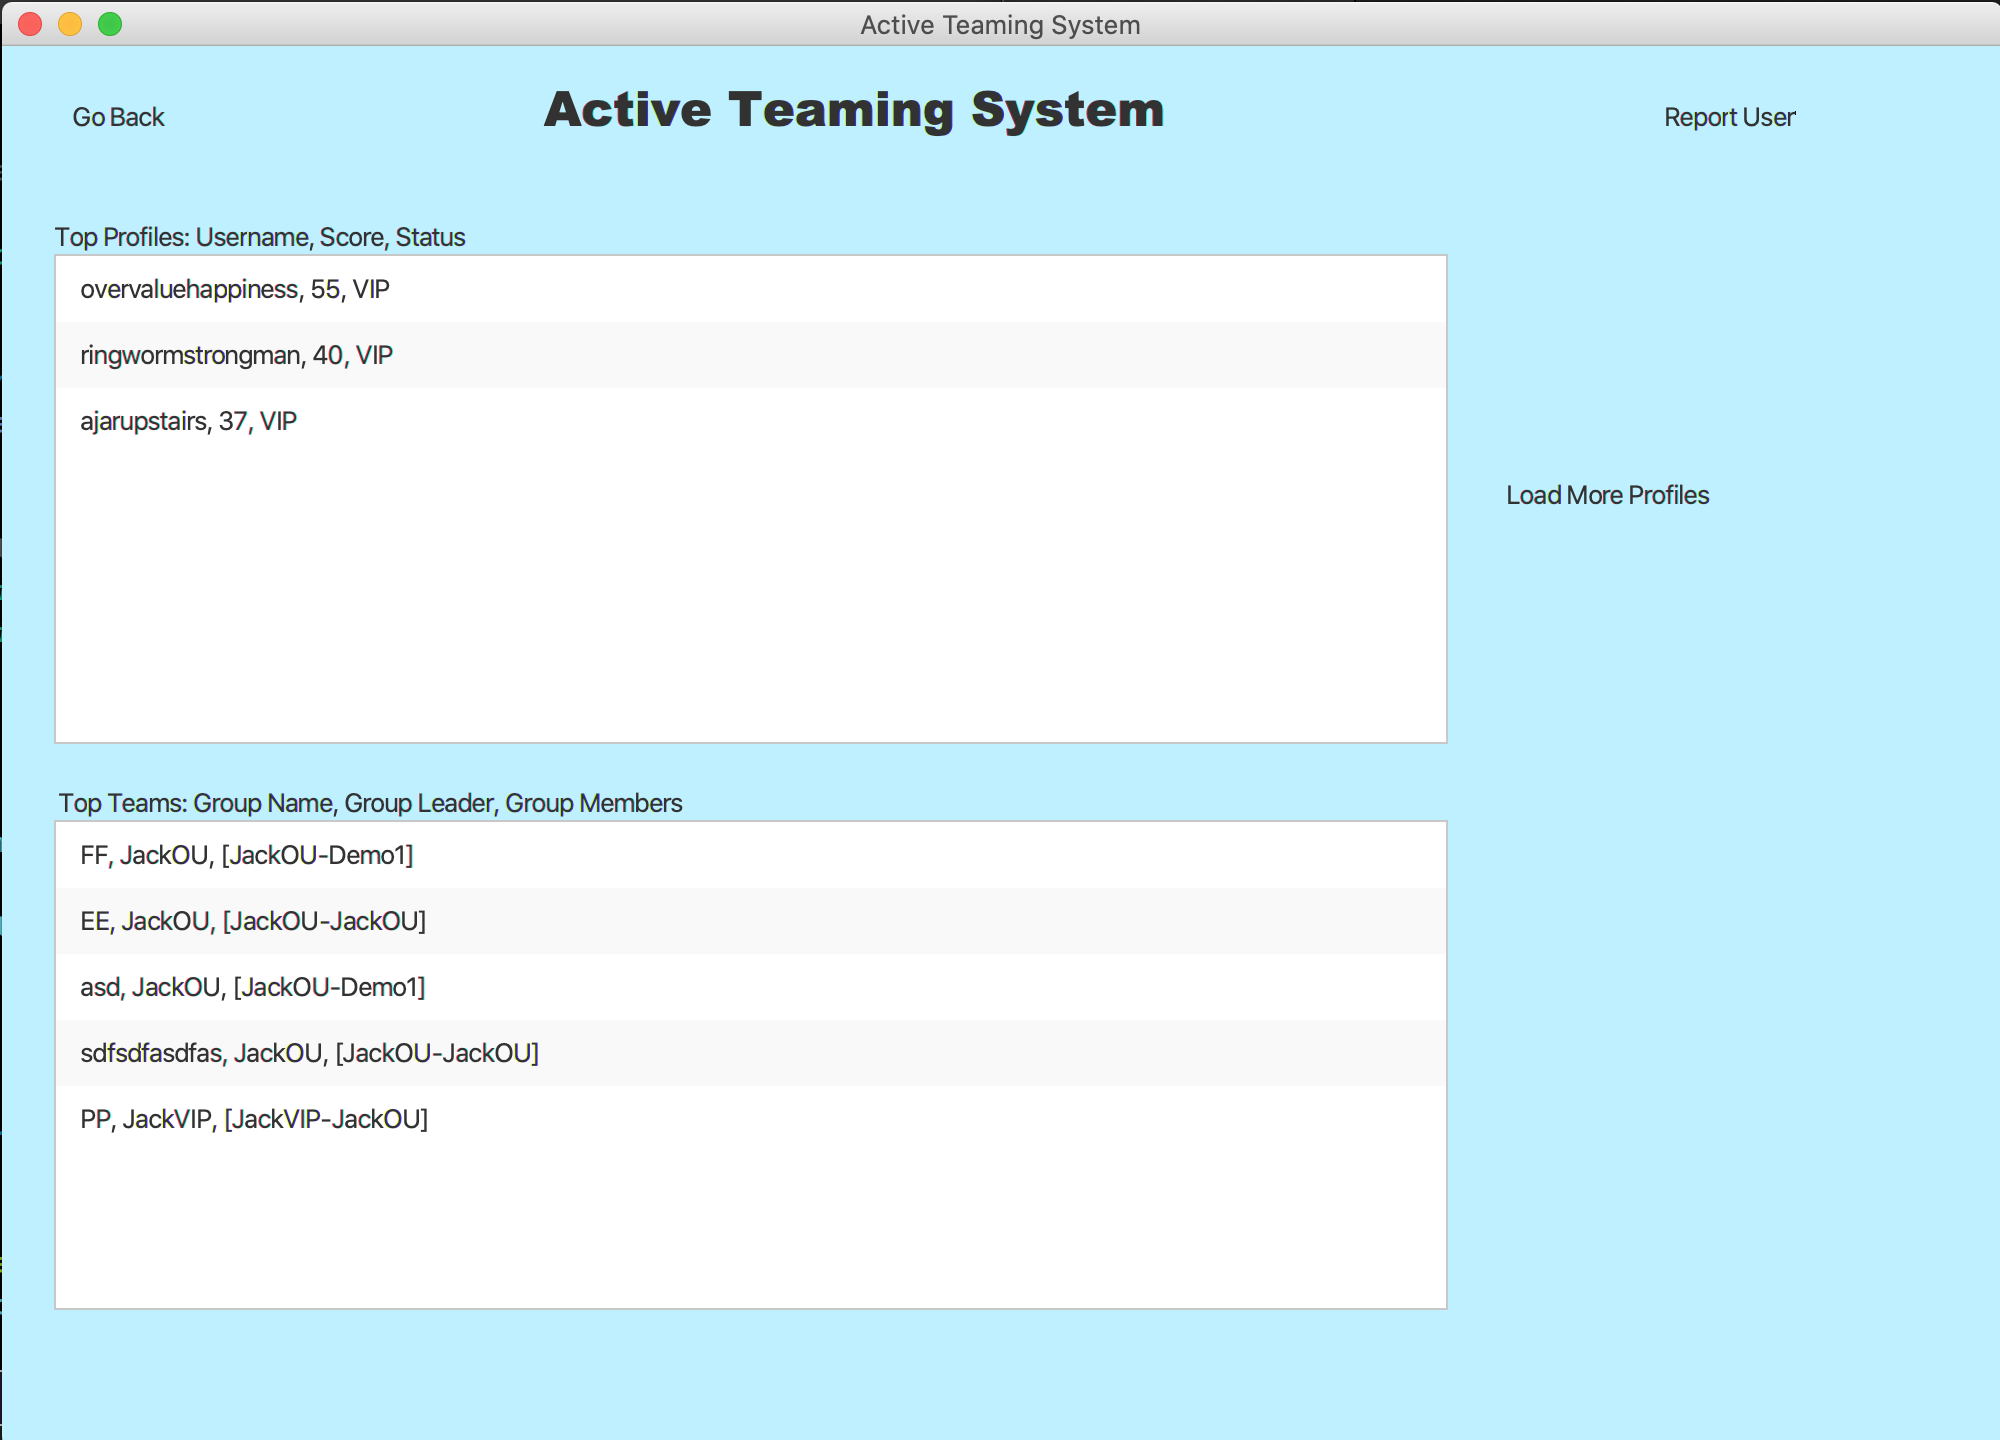 Active Teaming System
Go Back
Active Teaming System
Report User
Top Profiles: Username, Score, Status
overvaluehappiness, 55, VIP
ringwormstrongman, 40, VIP
ajarupstairs, 37, VIP
Load More Profiles
Top Teams: Group Name, Group Leader, Group Members
FF, JackOU, [JackOU-Demo1]
EE, JackOU, [JackOU-JackOU]
asd, JackOU, [JackOU-Demo1]
sdfsdfasdfas, JackOU, [JackOU-JackOU]
PP, JackVIP, [JackVIP-JackOU]